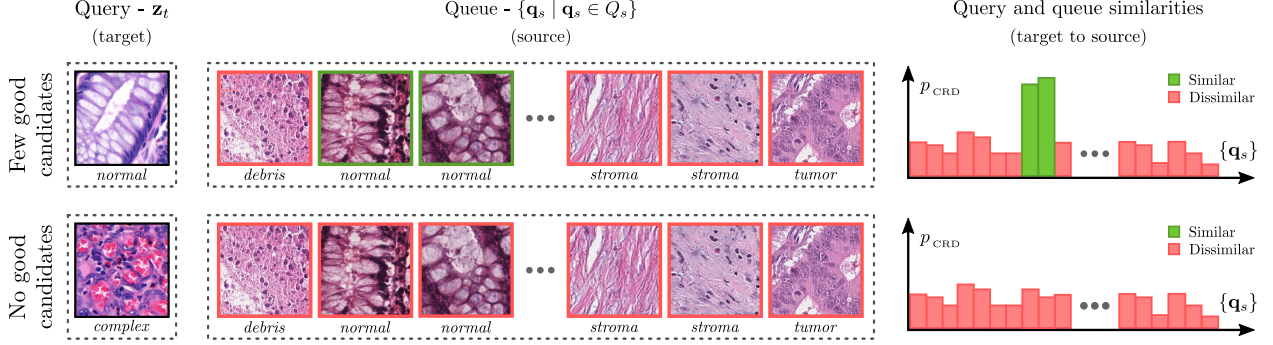 Query - z_t
(target)
Queue - {q_s | q_s ∈ Q_s}
(source)
Query and queue similarities
(target to source)
Few good
candidates
normal
debris
normal
normal
stroma
stroma
tumor
p_CRD
Similar
Dissimilar
{q_s}
No good
candidates
complex
debris
normal
normal
stroma
stroma
tumor
p_CRD
Similar
Dissimilar
{q_s}